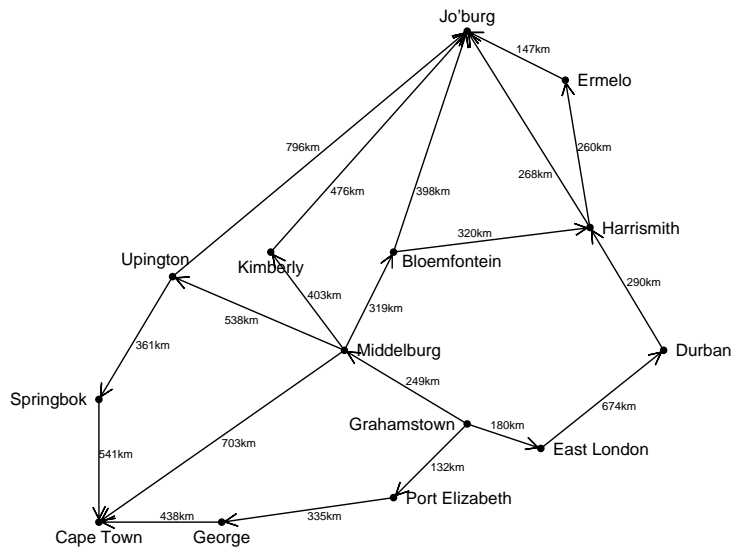 Jo'burg
147km
Ermelo
796km
260km
268km
476km
398km
Harrismith
320km
Upington
Kimberly
Bloemfontein
290km
403km
319km
538km
361km
Middelburg
Durban
249km
Springbok
674km
Grahamstown
180km
703km
East London
541km
132km
Port Elizabeth
438km
335km
Cape Town
George